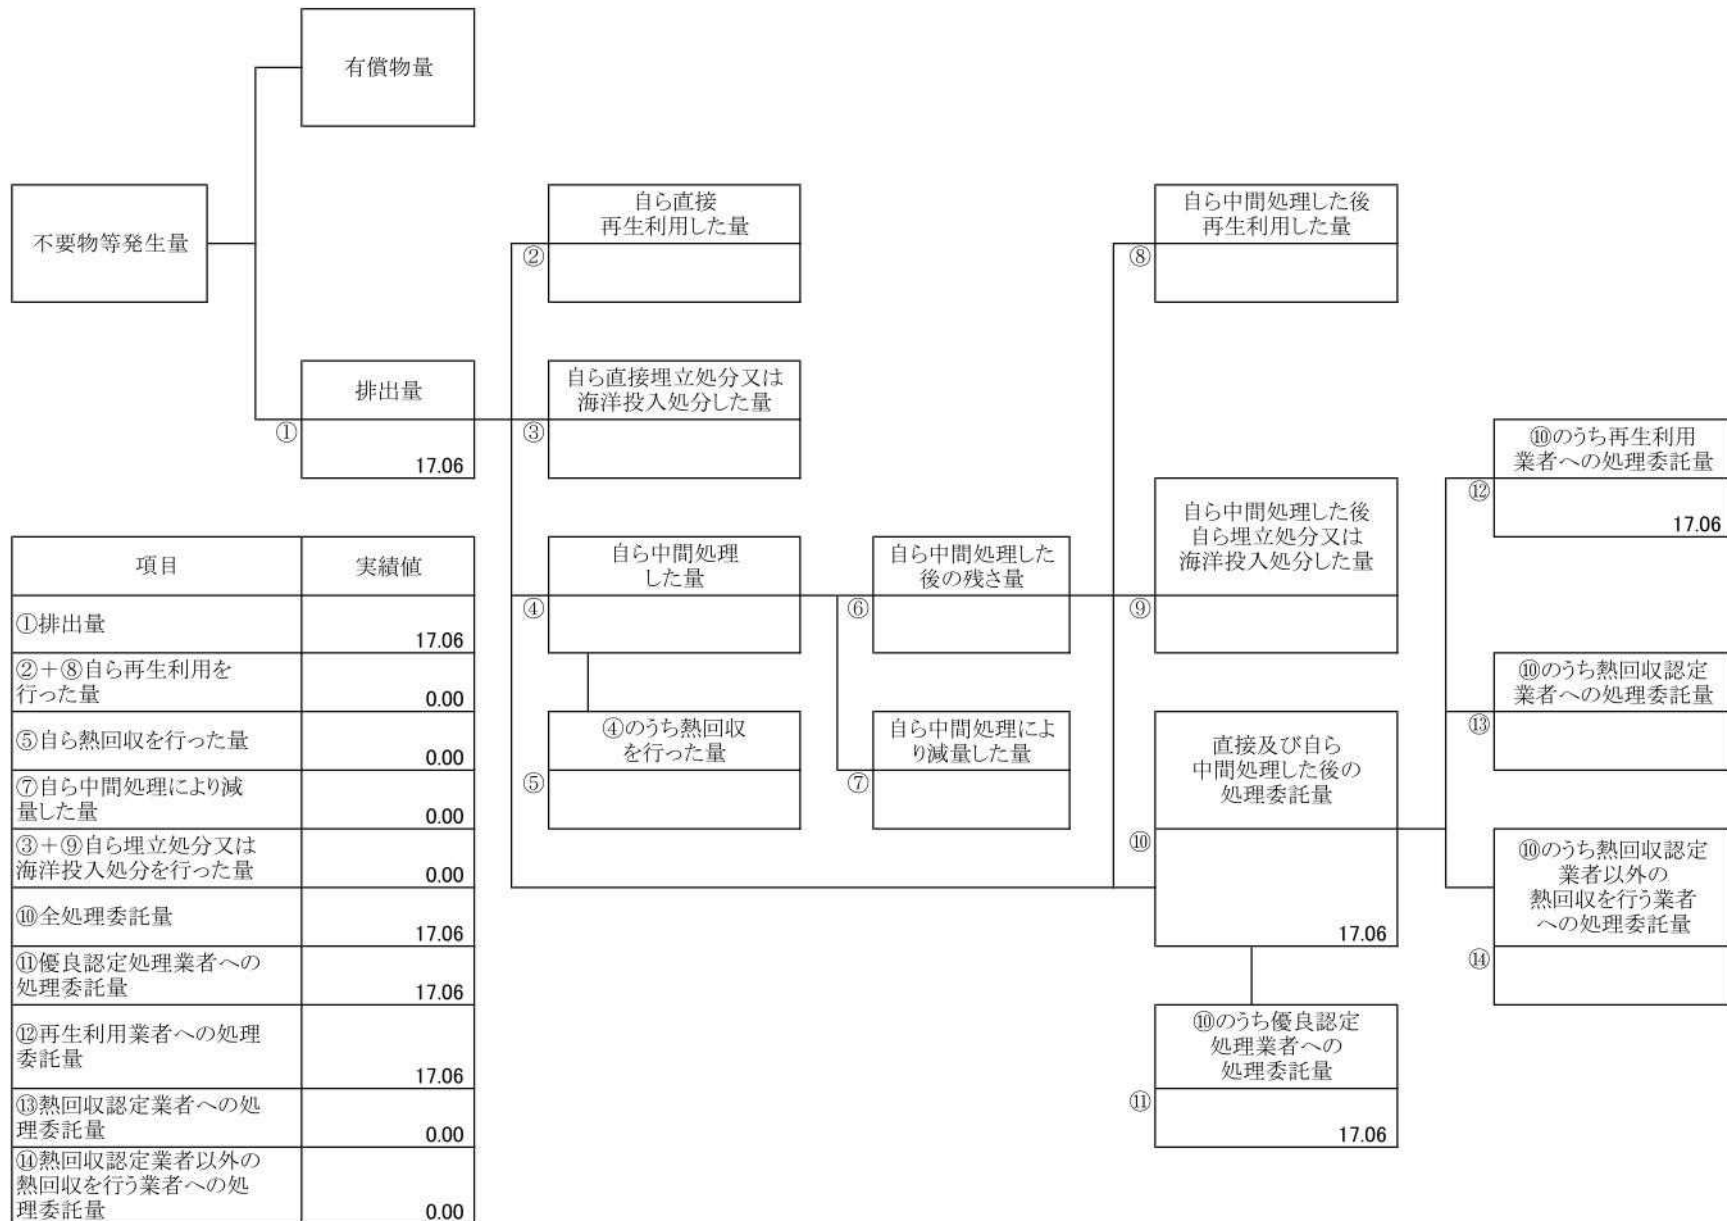 有償物量
不要物等発生量
排出量
①
17.06
自ら直接
再生利用した量
②
自ら直接埋立処分又は
海洋投入処分した量
③
自ら中間処理
した量
④
④のうち熱回収
を行った量
⑤
自ら中間処理した
後の残さ量
⑥
自ら中間処理によ
り減量した量
⑦
自ら中間処理した後
再生利用した量
⑧
自ら中間処理した後
自ら埋立処分又は
海洋投入処分した量
⑨
直接及び自ら
中間処理した後の
処理委託量
⑩
17.06
⑩のうち優良認定
処理業者への
処理委託量
⑪
17.06
⑩のうち再生利用
業者への処理委託量
⑫
17.06
⑩のうち熱回収認定
業者への処理委託量
⑬
⑩のうち熱回収認定
業者以外の
熱回収を行う業者
への処理委託量
⑭
項目 実績値
①排出量
17.06
②+⑧自ら再生利用を
行った量 0.00
⑤自ら熱回収を行った量
0.00
⑦自ら中間処理により減
量した量 0.00
③+⑨自ら埋立処分又は
海洋投入処分を行った量 0.00
⑩全処理委託量
17.06
⑪優良認定処理業者への
処理委託量 17.06
⑫再生利用業者への処理
委託量
17.06
⑬熱回収認定業者への処
理委託量 0.00
⑭熱回収認定業者以外の
熱回収を行う業者への処
理委託量 0.00